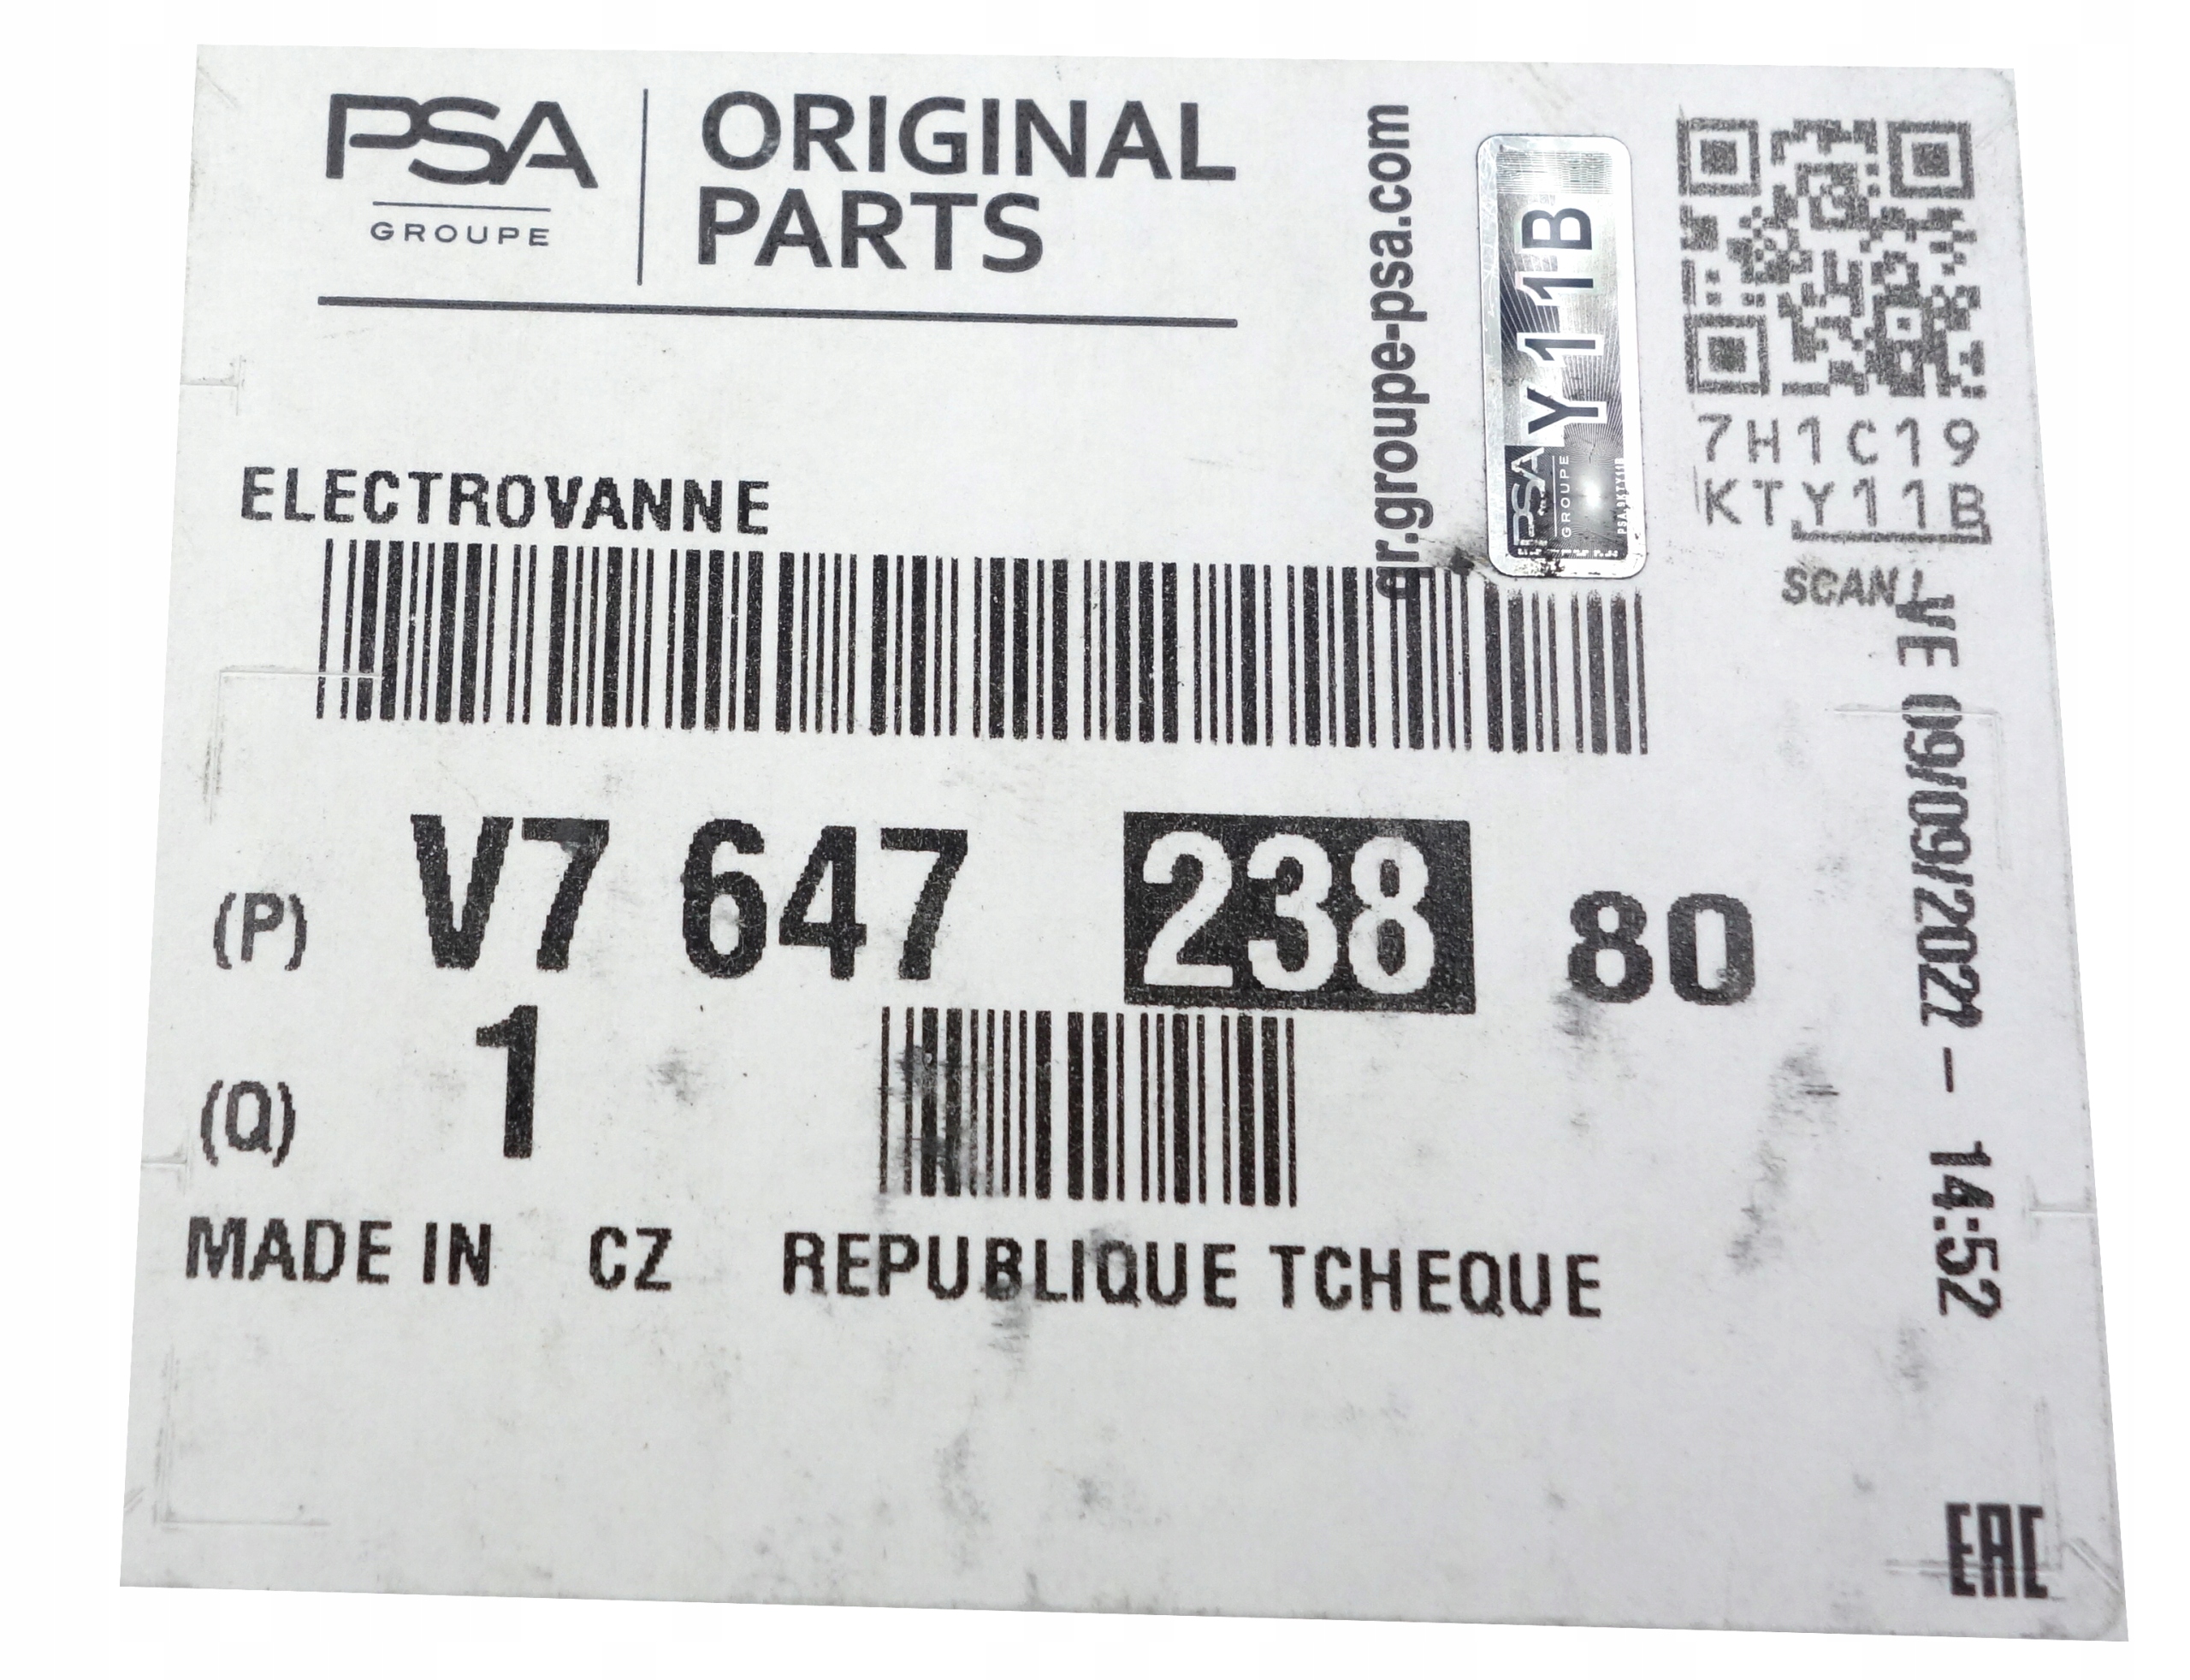 PSA
GROUPE
ORIGINAL
PARTS
qr.groupe-psa.com
Y11B
PSA
GROUPE
7H1C19
KTY11B
SCAN
ELECTROVANNE
VE 09/09/2022 - 14:52
(P) V7 647 238 80
(Q) 1
MADE IN CZ REPUBLIQUE TCHEQUE
EAC